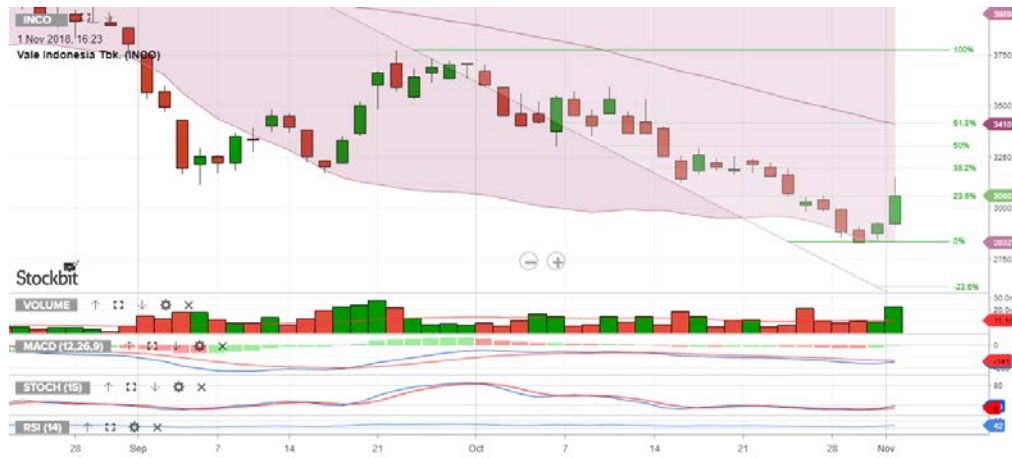 INCO
1 Nov 2018, 16:23
Vale Indonesia Tbk. (INCO)
100%
61.8%
50%
38.2%
23.6%
0%
-23.6%
3750
3500
3410
3250
3060
3000
2832
2750
Stockbit
VOLUME
MACD (12,26,9)
0
STOCH (15)
80
RSI (14)
42
28 Sep 7 14 21 Oct 7 14 21 28 Nov